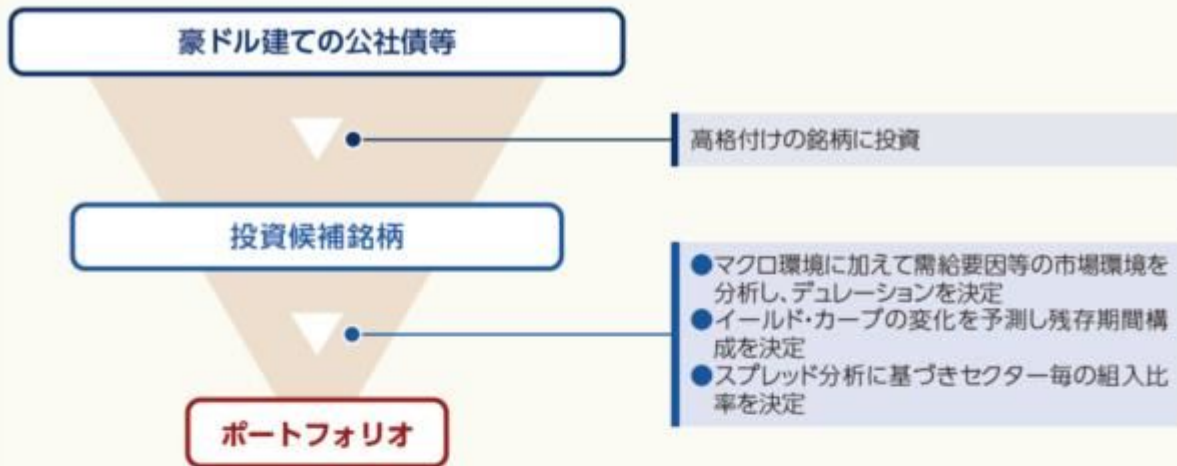 豪ドル建ての公社債等
高格付けの銘柄に投資
投資候補銘柄
●マクロ環境に加えて需給要因等の市場環境を
分析し、デュレーションを決定
●イールド・カーブの変化を予測し残存期間構
成を決定
●スプレッド分析に基づきセクター毎の組入比
率を決定
ポートフォリオ